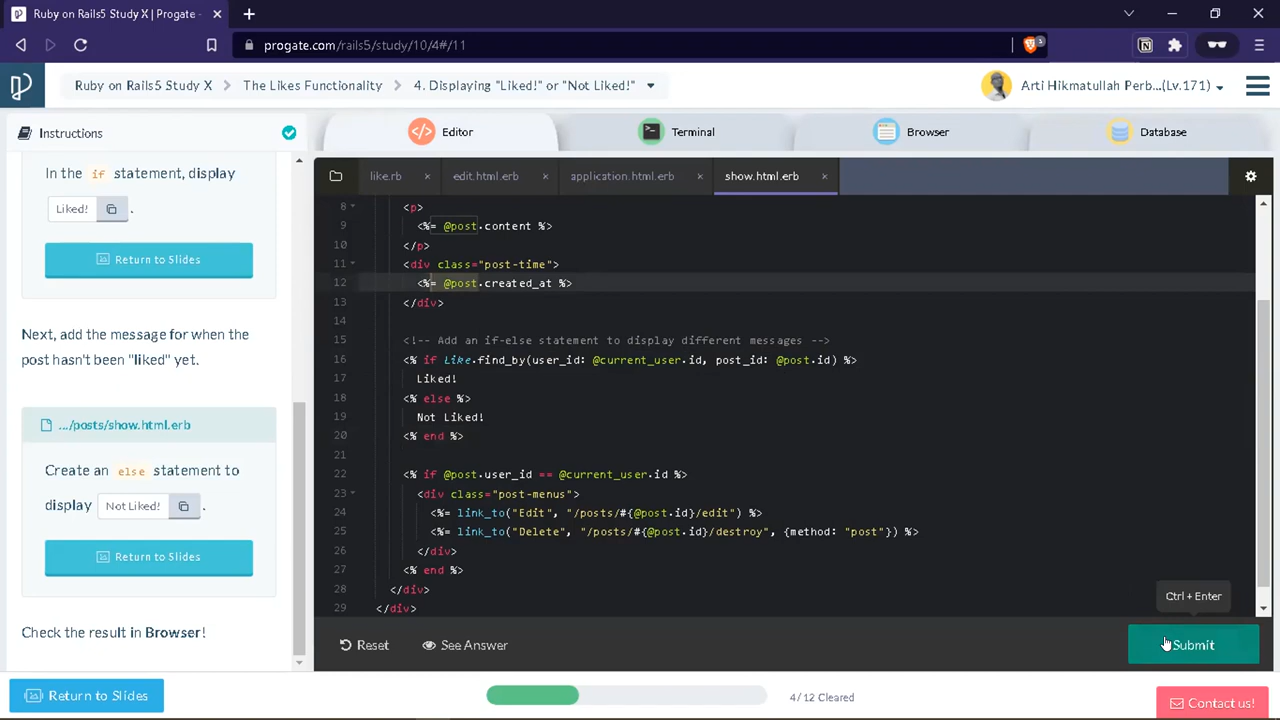 Ruby on Rails5 Study X | Progate -
progate.com/rails5/study/10/4#/11
3
Ruby on Rails5 Study X
The Likes Functionality
4. Displaying "Liked!" or "Not Liked!"
Arti Hikmatullah Perb...(Lv.171)
Instructions
Editor
Terminal
Browser
Database
In the if statement, display
Liked! .
Return to Slides
Next, add the message for when the
post hasn't been "liked" yet.
.../posts/show.html.erb
Create an else statement to
display Not Liked! .
Return to Slides
Check the result in Browser!
like.rb
edit.html.erb
application.html.erb
show.html.erb
8 <p>
9 <%= @post.content %>
10 </p>
11 <div class="post-time">
12 <%= @post.created_at %>
13 </div>
14
15 <!-- Add an if-else statement to display different messages -->
16 <% if Like.find_by(user_id: @current_user.id, post_id: @post.id) %>
17 Liked!
18 <% else %>
19 Not Liked!
20 <% end %>
21
22 <% if @post.user_id == @current_user.id %>
23 <div class="post-menus">
24 <%= link_to("Edit", "/posts/#{@post.id}/edit") %>
25 <%= link_to("Delete", "/posts/#{@post.id}/destroy", {method: "post"}) %>
26 </div>
27 <% end %>
28 </div>
29 </div>
Ctrl + Enter
Reset
See Answer
Submit
Return to Slides
4 / 12 Cleared
Contact us!